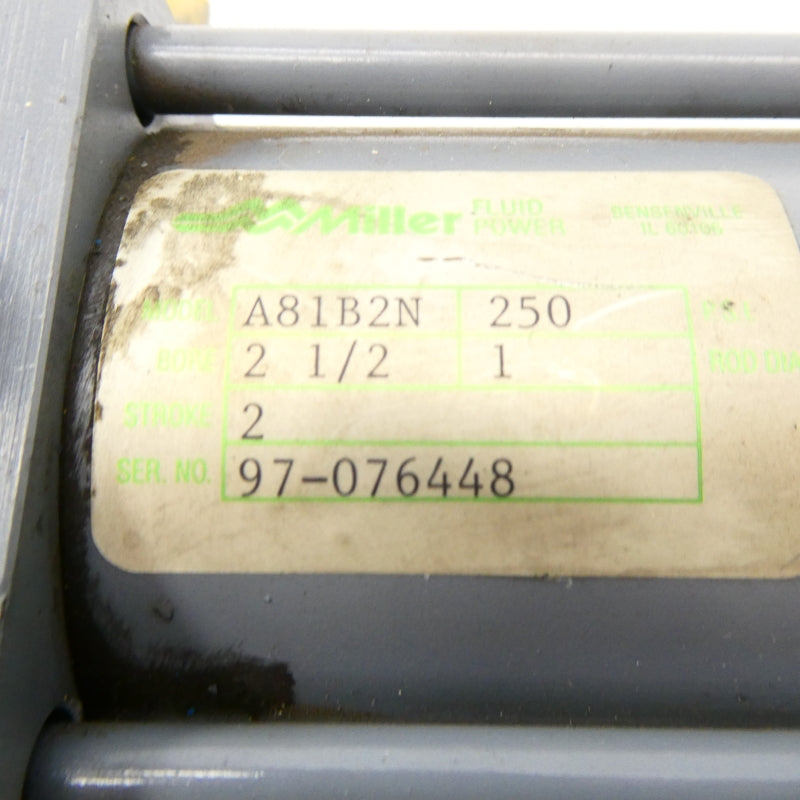 Miller FLUID POWER
BENSENVILLE
IL 60106
MODEL A81B2N 250 P.S.I.
BORE 2 1/2 1 ROD DIA
STROKE 2
SER. NO. 97-076448